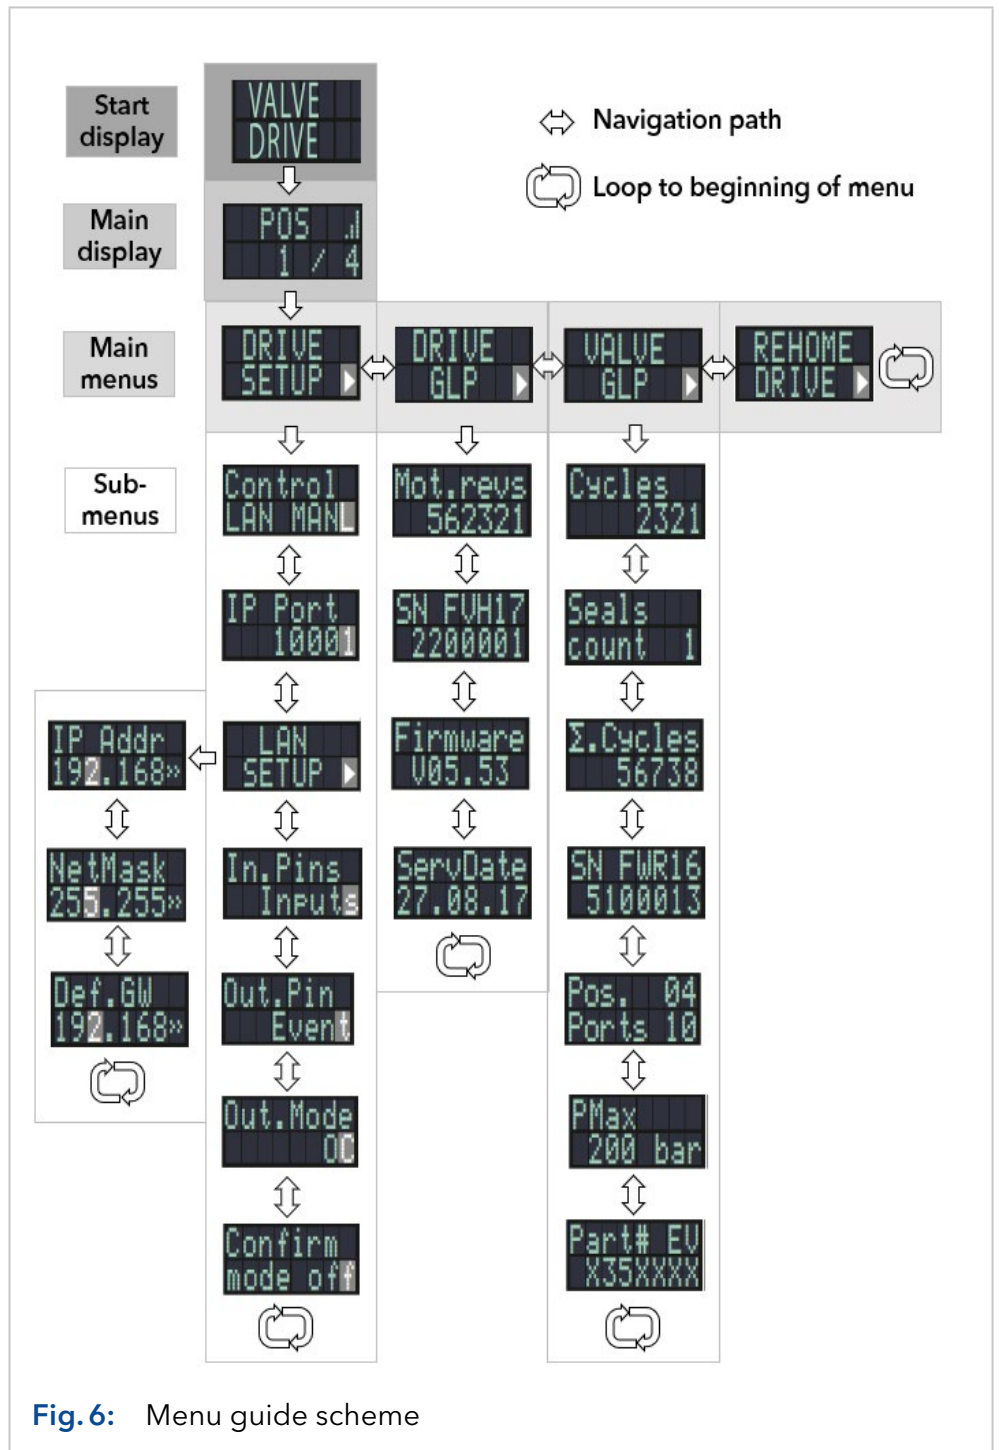 Start
display
VALVE
DRIVE
Navigation path
Loop to beginning of menu
Main
display
POS
1 / 4
Main
menus
DRIVE
SETUP
DRIVE
GLP
VALVE
GLP
REHOME
DRIVE
Sub-
menus
Control
LAN MANL
IP Port
10001
LAN
SETUP
In.Pins
Inputs
Out.Pin
Event
Out.Mode
OC
Confirm
mode off
IP Addr
192.168»
NetMask
255.255»
Def.GW
192.168»
Mot.revs
562321
SN FVH17
2200001
Firmware
V05.53
ServDate
27.08.17
Cycles
2321
Seals
count 1
Σ.Cycles
56738
SN FWR16
5100013
Pos. 04
Ports 10
PMax
200 bar
Part# EV
X35XXXX
Fig. 6: Menu guide scheme